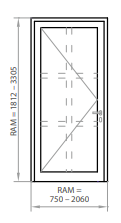 RAM = 1812 – 3305
RAM =
750 – 2060